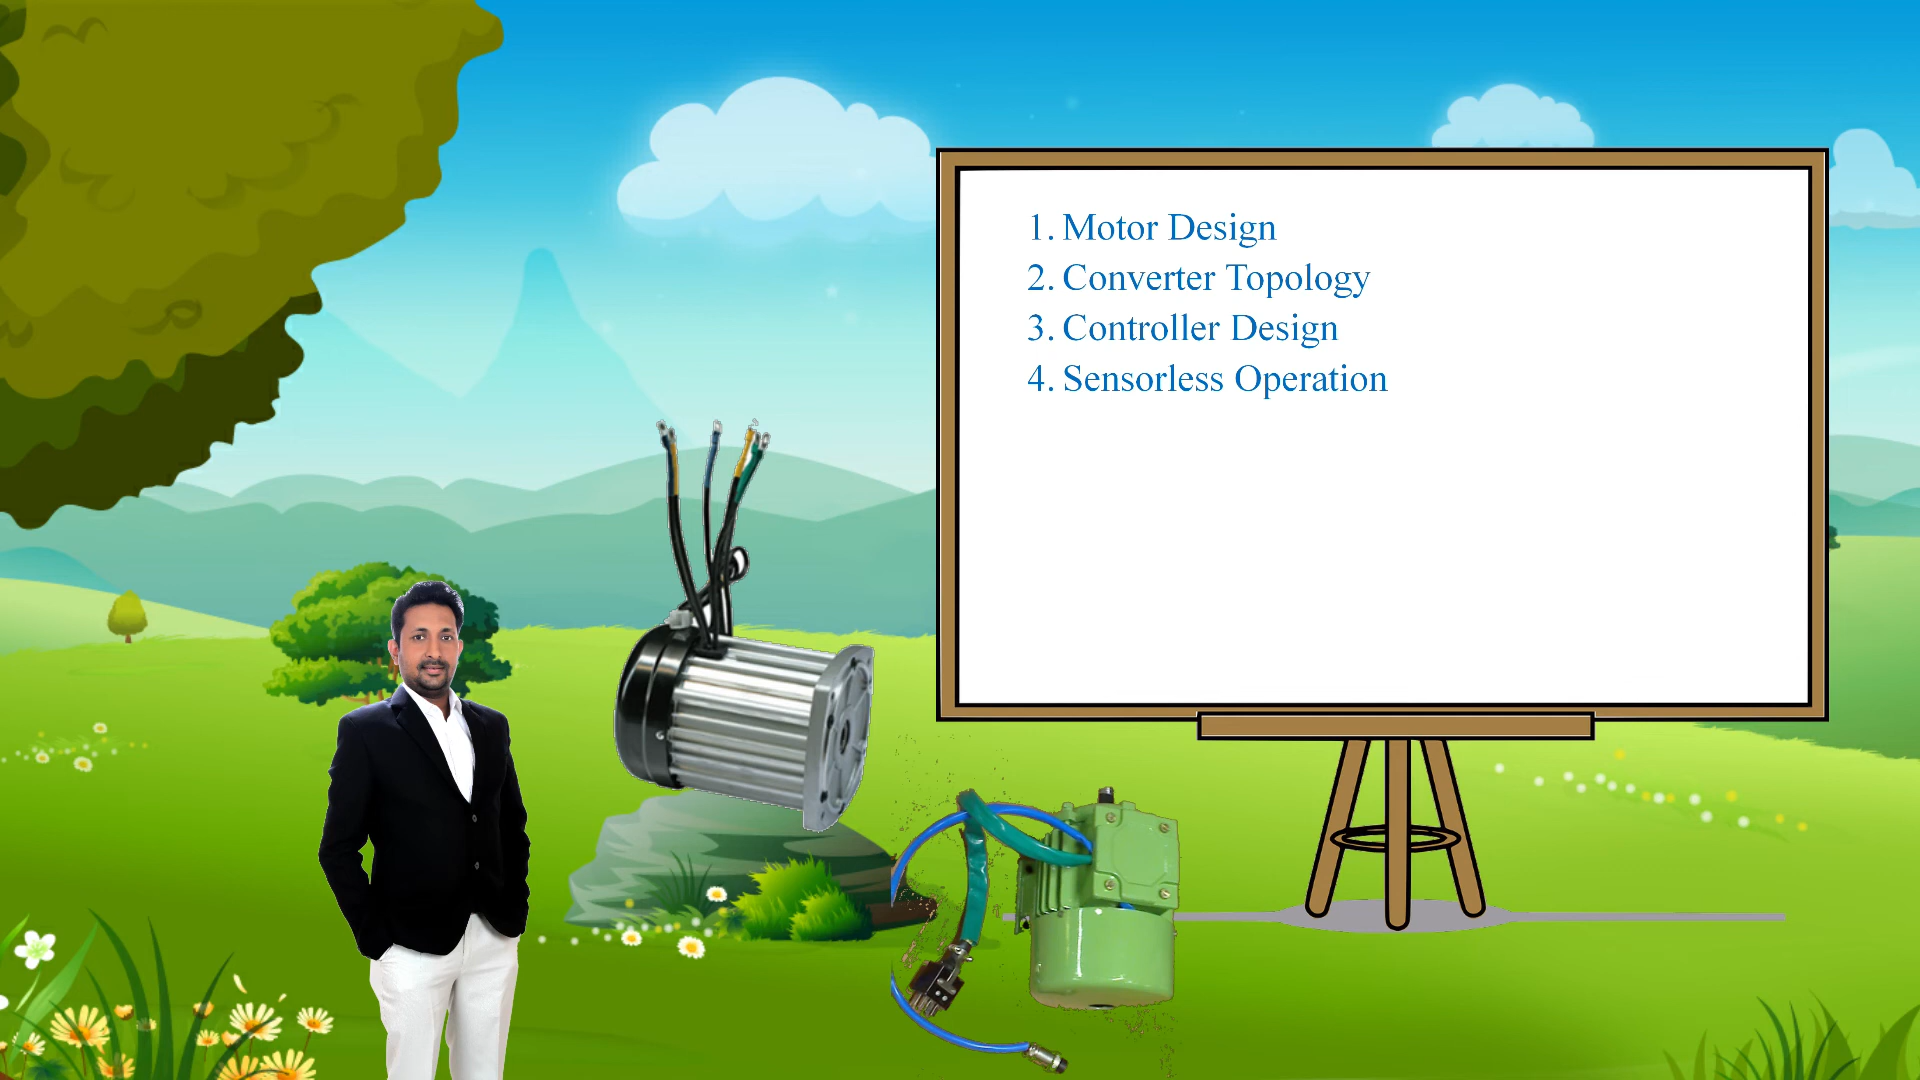 1. Motor Design
2. Converter Topology
3. Controller Design
4. Sensorless Operation